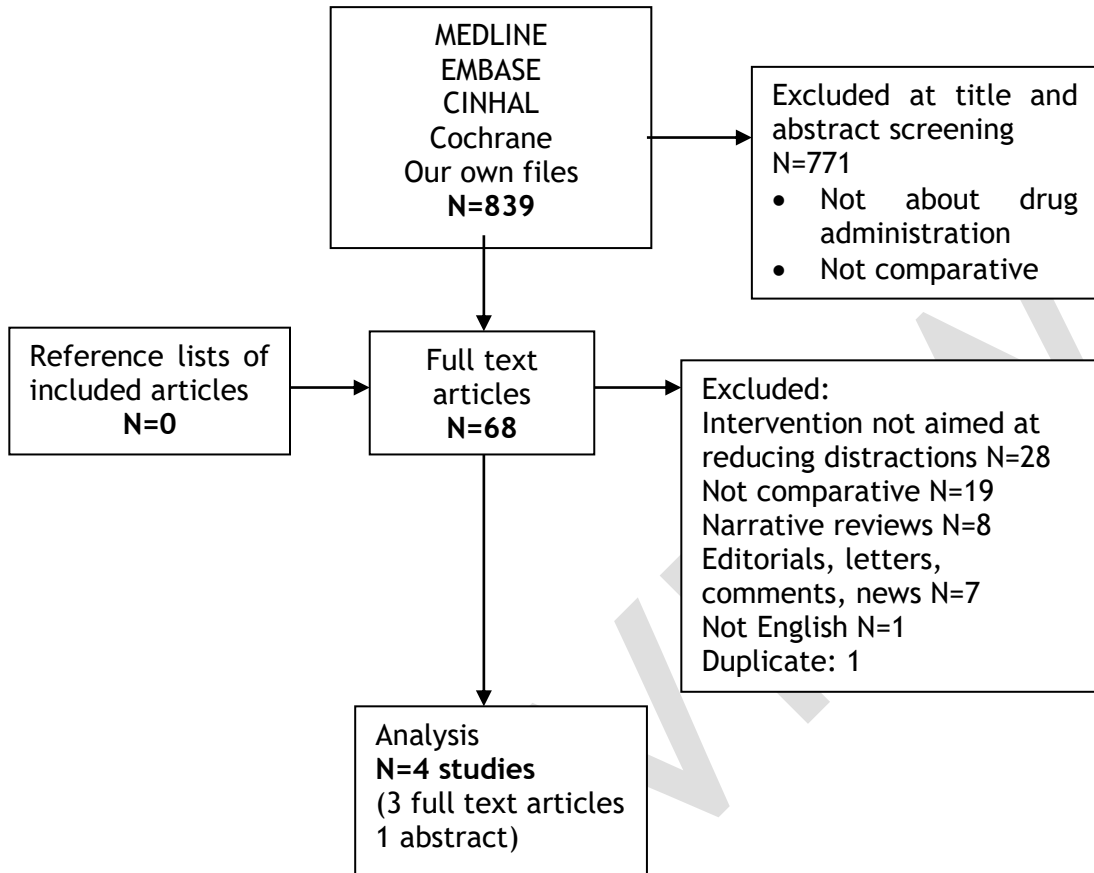 MEDLINE
EMBASE
CINHAL
Cochrane
Our own files
N=839
Excluded at title and
abstract screening
N=771
• Not about drug
administration
• Not comparative
Reference lists of
included articles
N=0
Full text
articles
N=68
Excluded:
Intervention not aimed at
reducing distractions N=28
Not comparative N=19
Narrative reviews N=8
Editorials, letters,
comments, news N=7
Not English N=1
Duplicate: 1
Analysis
N=4 studies
(3 full text articles
1 abstract)